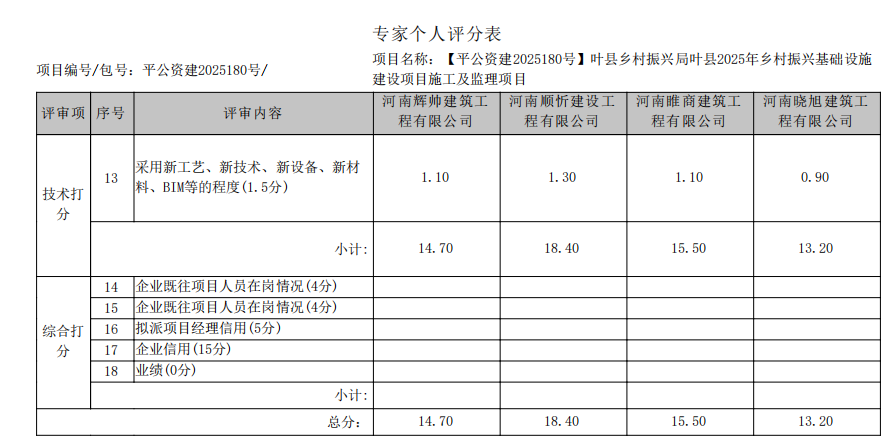 专家个人评分表
项目编号/包号: 平公资建2025180号/
项目名称: 【平公资建2025180号】叶县乡村振兴局叶县2025年乡村振兴基础设施
建设项目施工及监理项目
评审项 序号 评审内容 河南辉帅建筑工程有限公司 河南顺忻建设工程有限公司 河南睢商建筑工程有限公司 河南晓旭建筑工程有限公司
技术打分
13 采用新工艺、新技术、新设备、新材
料、BIM等的程度(1.5分) 1.10 1.30 1.10 0.90
小计: 14.70 18.40 15.50 13.20
综合打分
14 企业既往项目人员在岗情况(4分)
15 企业既往项目人员在岗情况(4分)
16 拟派项目经理信用(5分)
17 企业信用(15分)
18 业绩(0分)
小计:
总分: 14.70 18.40 15.50 13.20